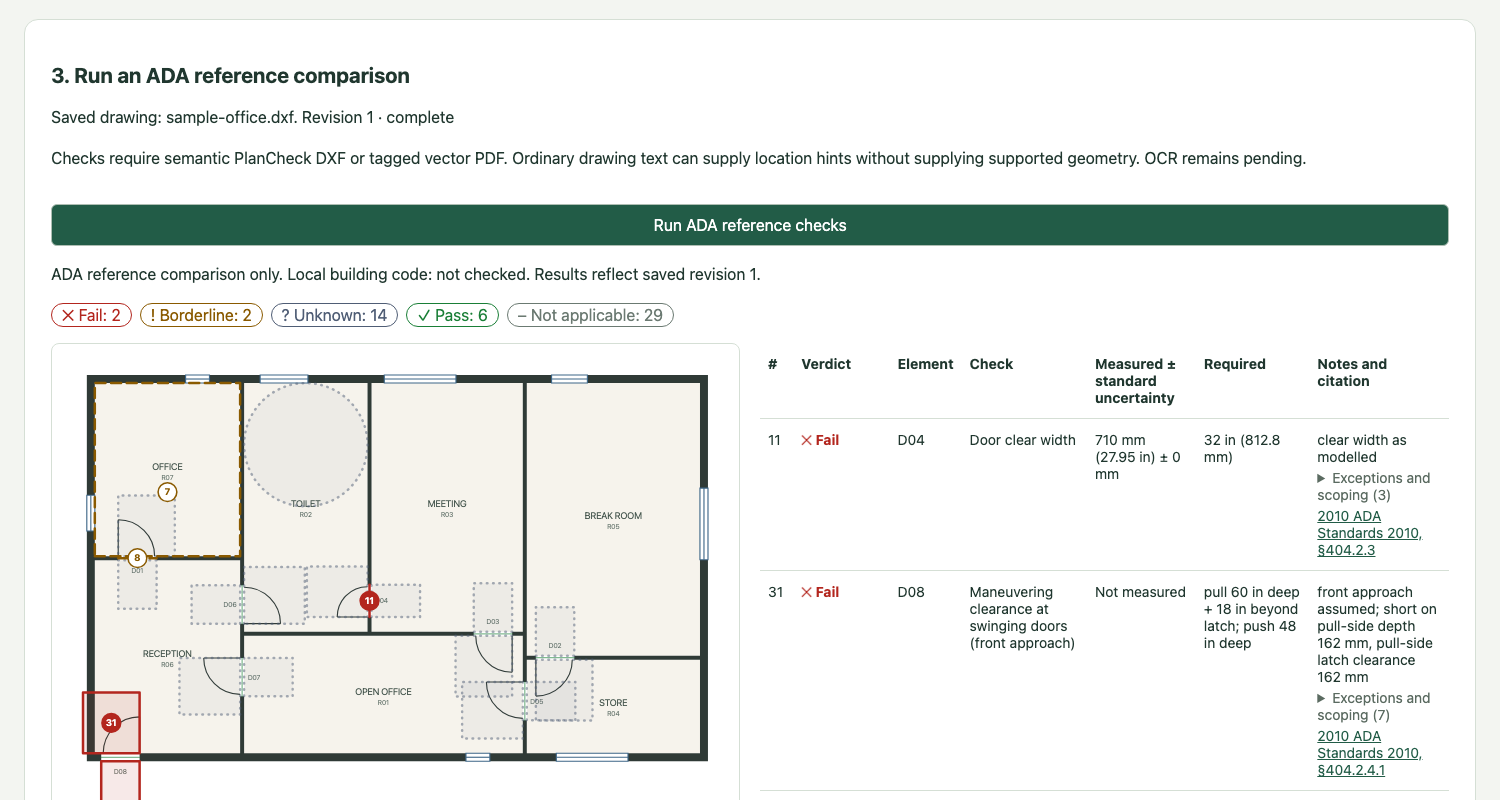 3. Run an ADA reference comparison
Saved drawing: sample-office.dxf. Revision 1 · complete
Checks require semantic PlanCheck DXF or tagged vector PDF. Ordinary drawing text can supply location hints without supplying supported geometry. OCR remains pending.
Run ADA reference checks
ADA reference comparison only. Local building code: not checked. Results reflect saved revision 1.
✕ Fail: 2
! Borderline: 2
? Unknown: 14
✓ Pass: 6
– Not applicable: 29
OFFICE
R07
7
8
D01
TOILET
R02
MEETING
R03
BREAK ROOM
R05
D06
11
04
D03
D02
RECEPTION
R06
D07
OPEN OFFICE
R01
D05
STORE
R04
31
D08
# Verdict Element Check Measured ± Required Notes and
standard citation
uncertainty
11 ✕ Fail D04 Door clear width 710 mm 32 in (812.8 clear width as
(27.95 in) ± 0 mm) modelled
mm
▶ Exceptions and
scoping (3)
2010 ADA
Standards 2010,
§404.2.3
31 ✕ Fail D08 Maneuvering Not measured pull 60 in deep front approach
clearance at + 18 in beyond assumed; short on
swinging doors latch; push 48 pull-side depth
(front approach) in deep 162 mm, pull-side
latch clearance
162 mm
▶ Exceptions and
scoping (7)
2010 ADA
Standards 2010,
§404.2.4.1